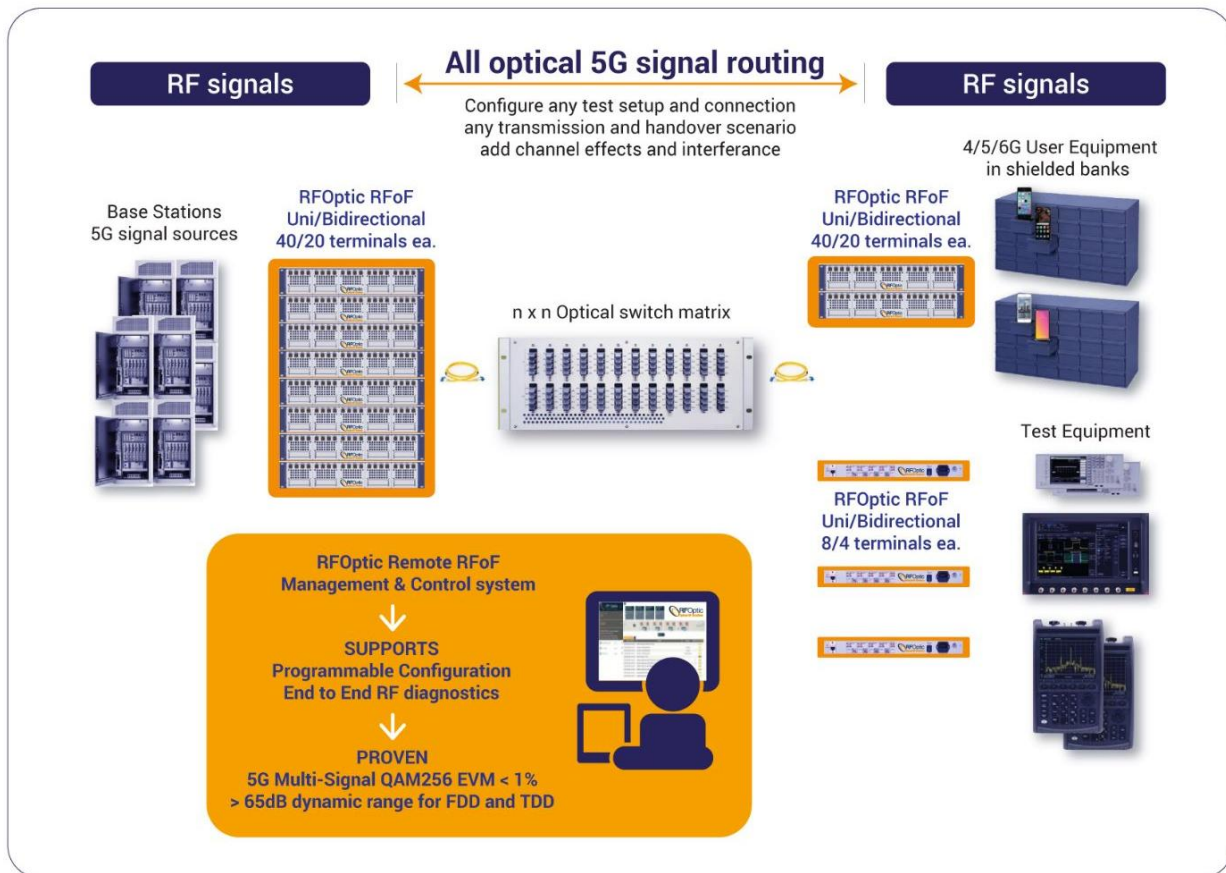 RF signals
All optical 5G signal routing
RF signals
Configure any test setup and connection
any transmission and handover scenario
add channel effects and interferance
Base Stations
5G signal sources
RFOptic RFoF
Uni/Bidirectional
40/20 terminals ea.
n x n Optical switch matrix
RFOptic RFoF
Uni/Bidirectional
40/20 terminals ea.
4/5/6G User Equipment
in shielded banks
Test Equipment
RFOptic RFoF
Uni/Bidirectional
8/4 terminals ea.
RFOptic Remote RFoF
Management & Control system
SUPPORTS
Programmable Configuration
End to End RF diagnostics
PROVEN
5G Multi-Signal QAM256 EVM < 1%
> 65dB dynamic range for FDD and TDD
RFOptic